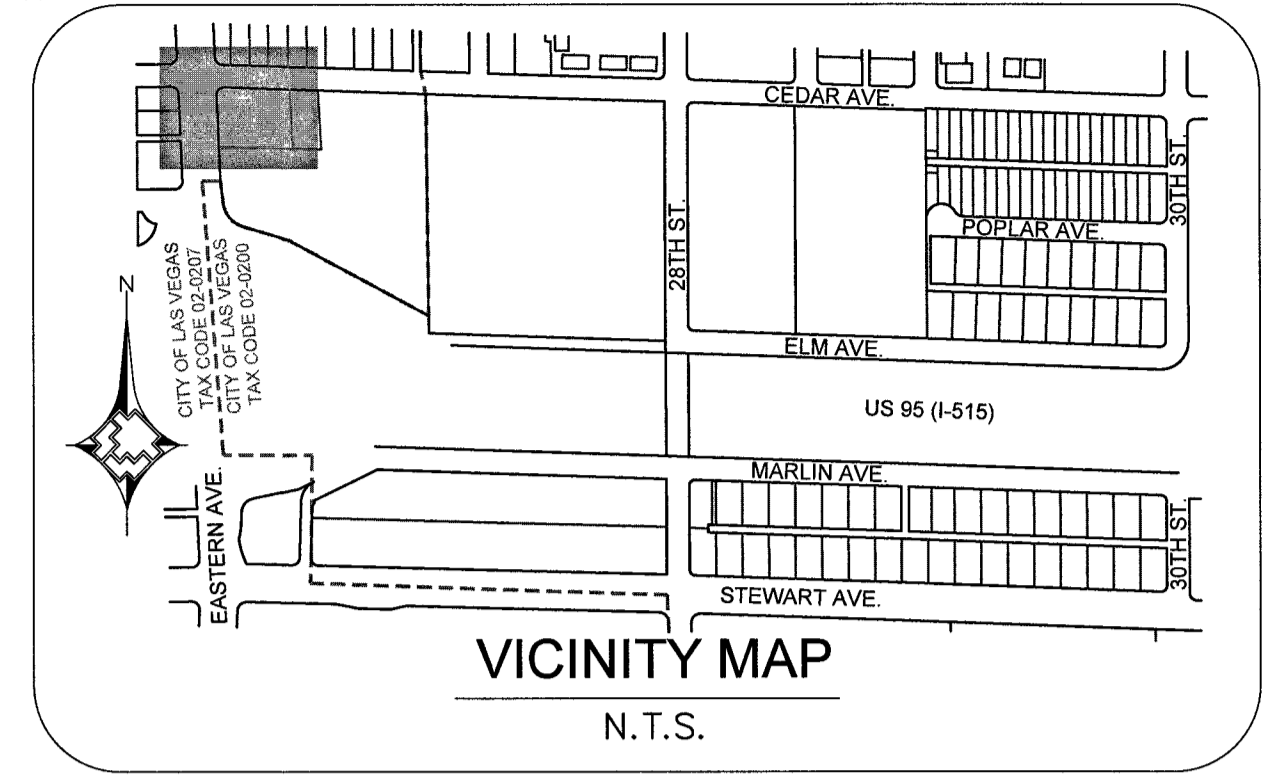 CEDAR AVE.
30TH ST.
28TH ST.
POPLAR AVE.
CITY OF LAS VEGAS
TAX CODE 02-0207
CITY OF LAS VEGAS
TAX CODE 02-0200
N
ELM AVE.
US 95 (I-515)
MARLIN AVE.
EASTERN AVE.
30TH ST.
STEWART AVE.
VICINITY MAP
N.T.S.